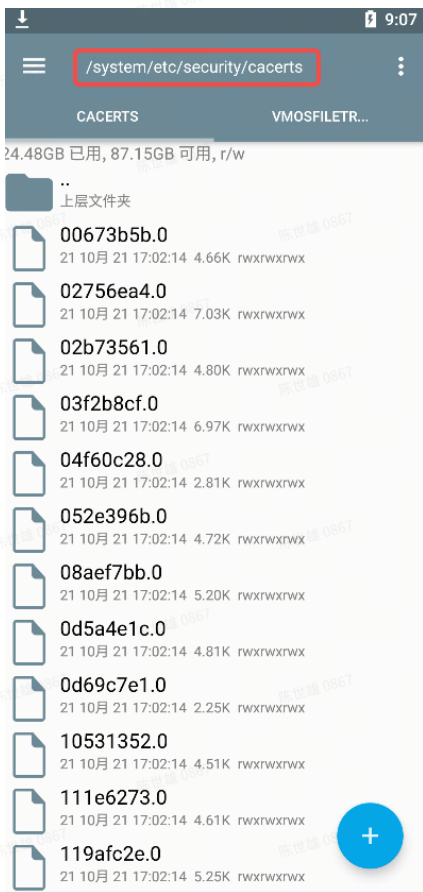 9:07
/system/etc/security/cacerts
CACERTS
VMOSFILETR...
24.48GB 已用, 87.15GB 可用, r/w
..
上层文件夹
00673b5b.0
21 10月 21 17:02:14 4.66K rwxrwxrwx
02756ea4.0
21 10月 21 17:02:14 7.03K rwxrwxrwx
02b73561.0
21 10月 21 17:02:14 4.80K rwxrwxrwx
03f2b8cf.0
21 10月 21 17:02:14 6.97K rwxrwxrwx
04f60c28.0
21 10月 21 17:02:14 2.81K rwxrwxrwx
052e396b.0
21 10月 21 17:02:14 4.72K rwxrwxrwx
08aef7bb.0
21 10月 21 17:02:14 5.20K rwxrwxrwx
0d5a4e1c.0
21 10月 21 17:02:14 4.81K rwxrwxrwx
0d69c7e1.0
21 10月 21 17:02:14 2.25K rwxrwxrwx
10531352.0
21 10月 21 17:02:14 4.51K rwxrwxrwx
111e6273.0
21 10月 21 17:02:14 4.61K rwxrwxrwx
119afc2e.0
21 10月 21 17:02:14 5.25K rwxrwxrwx
陈世雄 0867